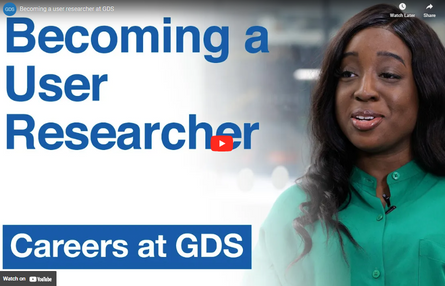 GDS Becoming a user researcher at GDS
Watch Later Share
Becoming a
User
Researcher
Careers at GDS
Watch on YouTube